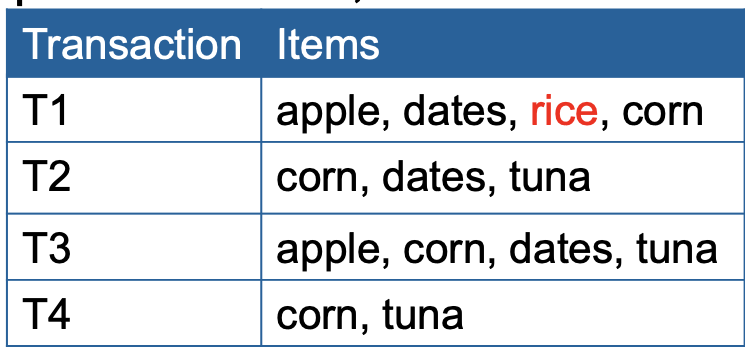 Transaction Items
T1 apple, dates, rice, corn
T2 corn, dates, tuna
T3 apple, corn, dates, tuna
T4 corn, tuna